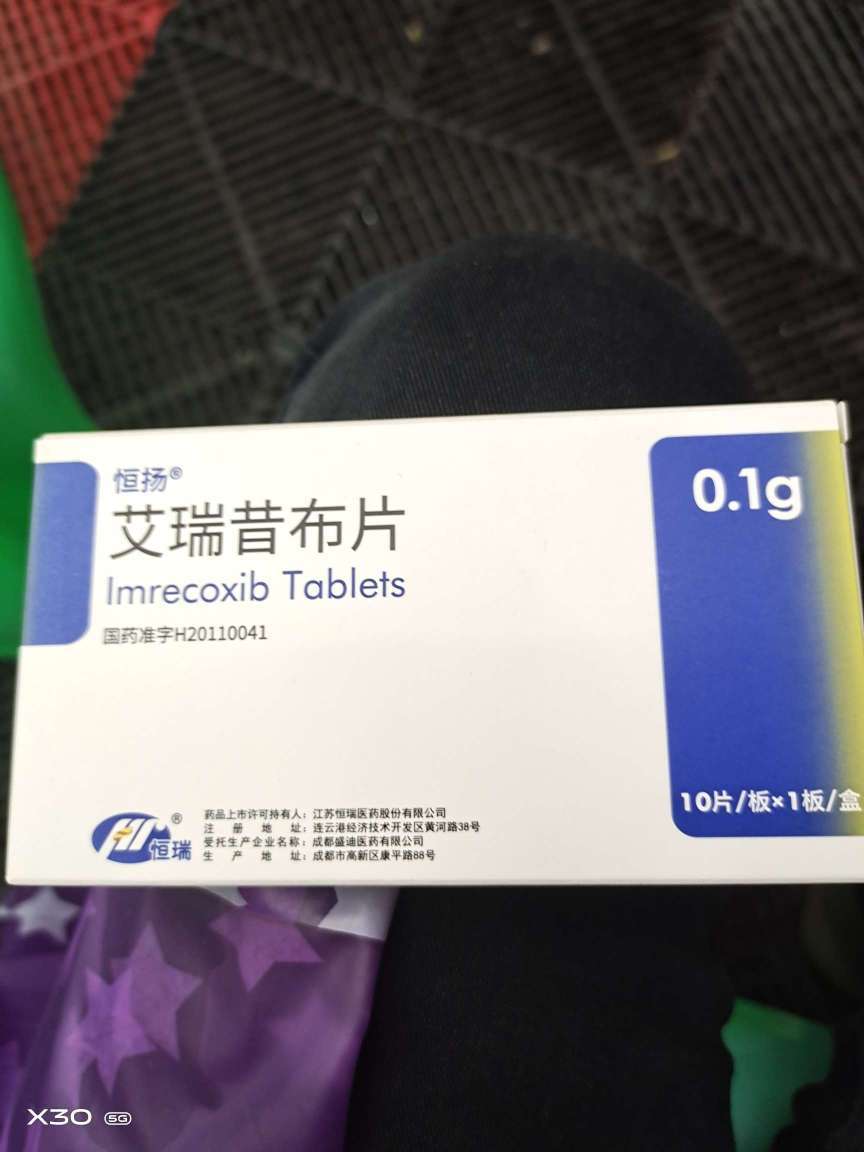 恒扬®
艾瑞昔布片
Imrecoxib Tablets
国药准字H20110041
0.1g
10片/板×1板/盒
恒瑞®
药品上市许可持有人：江苏恒瑞医药股份有限公司
注册地址：连云港经济技术开发区黄河路38号
受托生产企业名称：成都盛迪医药有限公司
生产地址：成都市高新区康平路88号
X30 5G